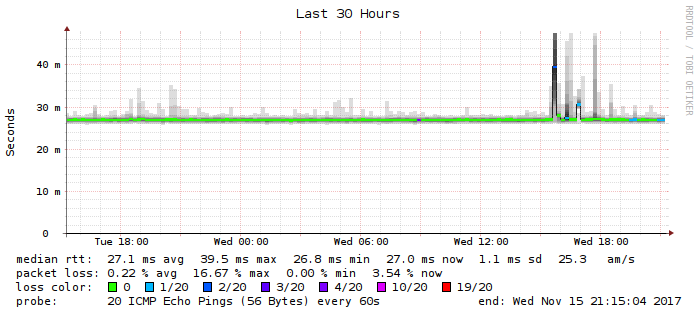 Last 30 Hours
RRDTOOL / TOBI OETIKER
Seconds
40 m
30 m
20 m
10 m
0
Tue 18:00 Wed 00:00 Wed 06:00 Wed 12:00 Wed 18:00
median rtt: 27.1 ms avg 39.5 ms max 26.8 ms min 27.0 ms now 1.1 ms sd 25.3 am/s
packet loss: 0.22 % avg 16.67 % max 0.00 % min 3.54 % now
loss color: 0 1/20 2/20 3/20 4/20 10/20 19/20
probe: 20 ICMP Echo Pings (56 Bytes) every 60s end: Wed Nov 15 21:15:04 2017